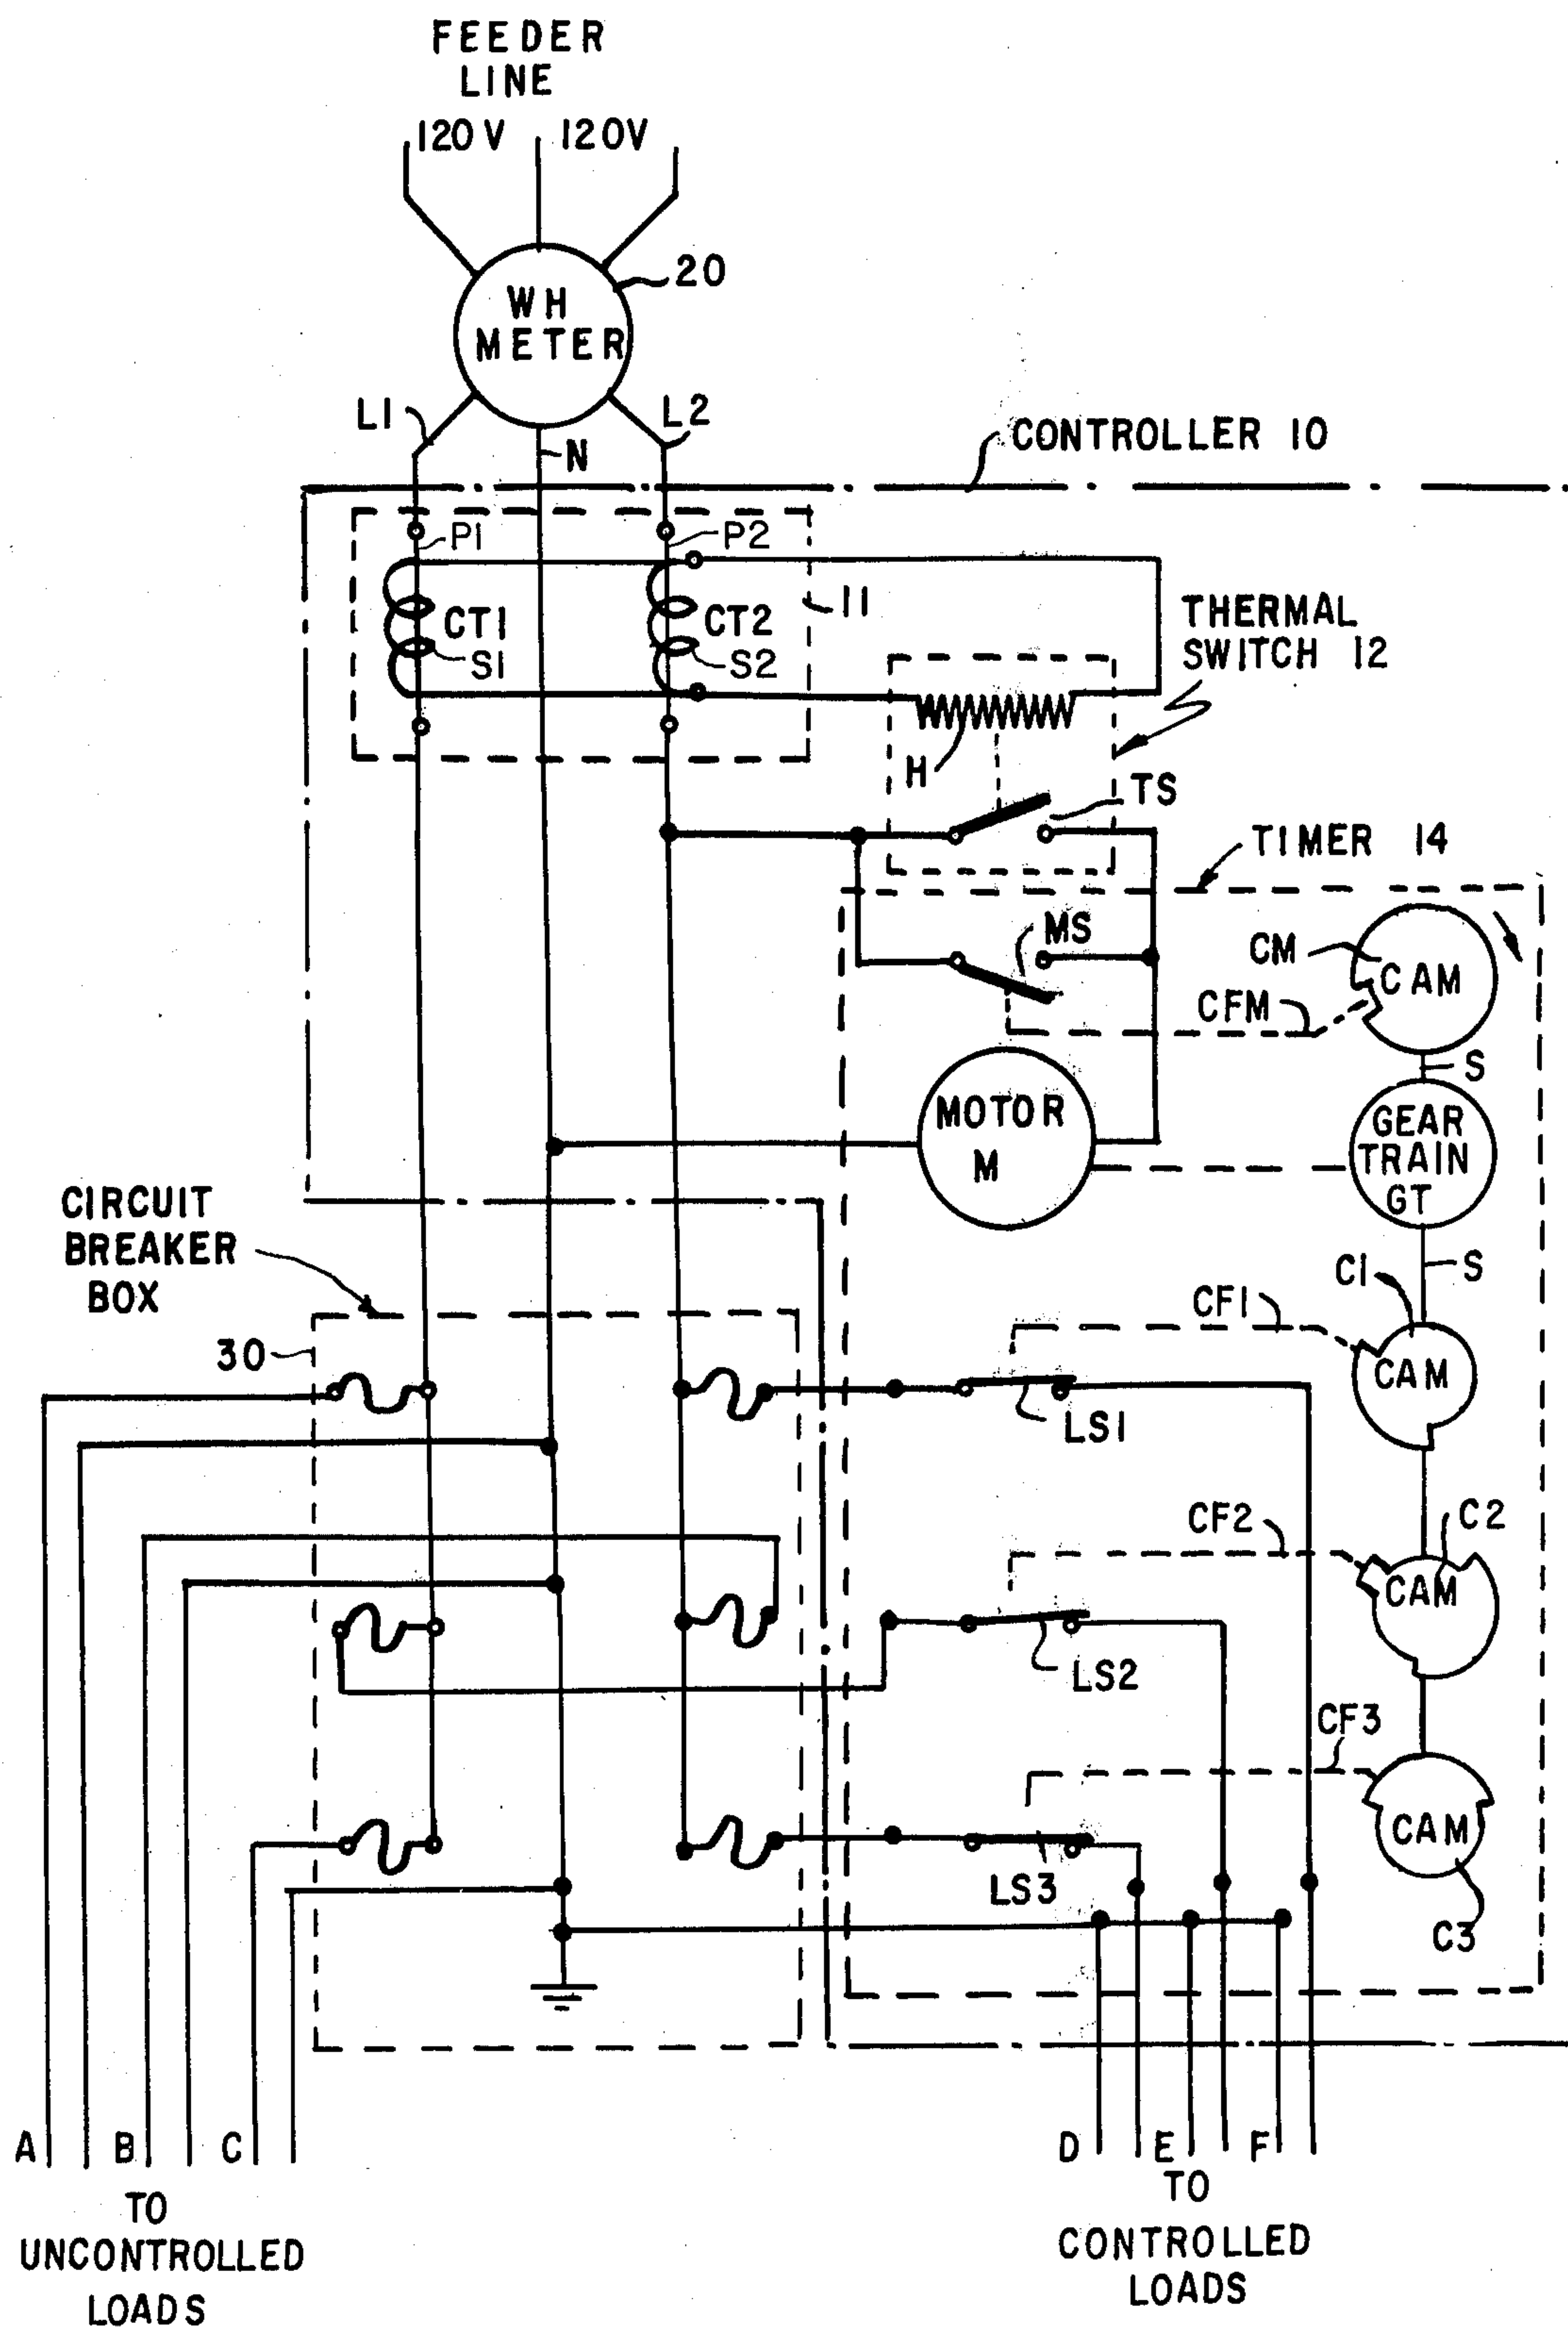 FEEDER
LINE
120 V
120V
20
WH
METER
L1
L2
N
CONTROLLER 10
P1
P2
11
CT1
CT2
S1
S2
THERMAL
SWITCH 12
H
TS
TIMER 14
MS
CM
CAM
CFM
S
MOTOR
M
GEAR
TRAIN
GT
CIRCUIT
BREAKER
BOX
S
C1
CF1
30
CAM
LS1
CF2
C2
CAM
LS2
CF3
CAM
LS3
C3
A
B
C
D
E
F
TO
UNCONTROLLED
LOADS
TO
CONTROLLED
LOADS